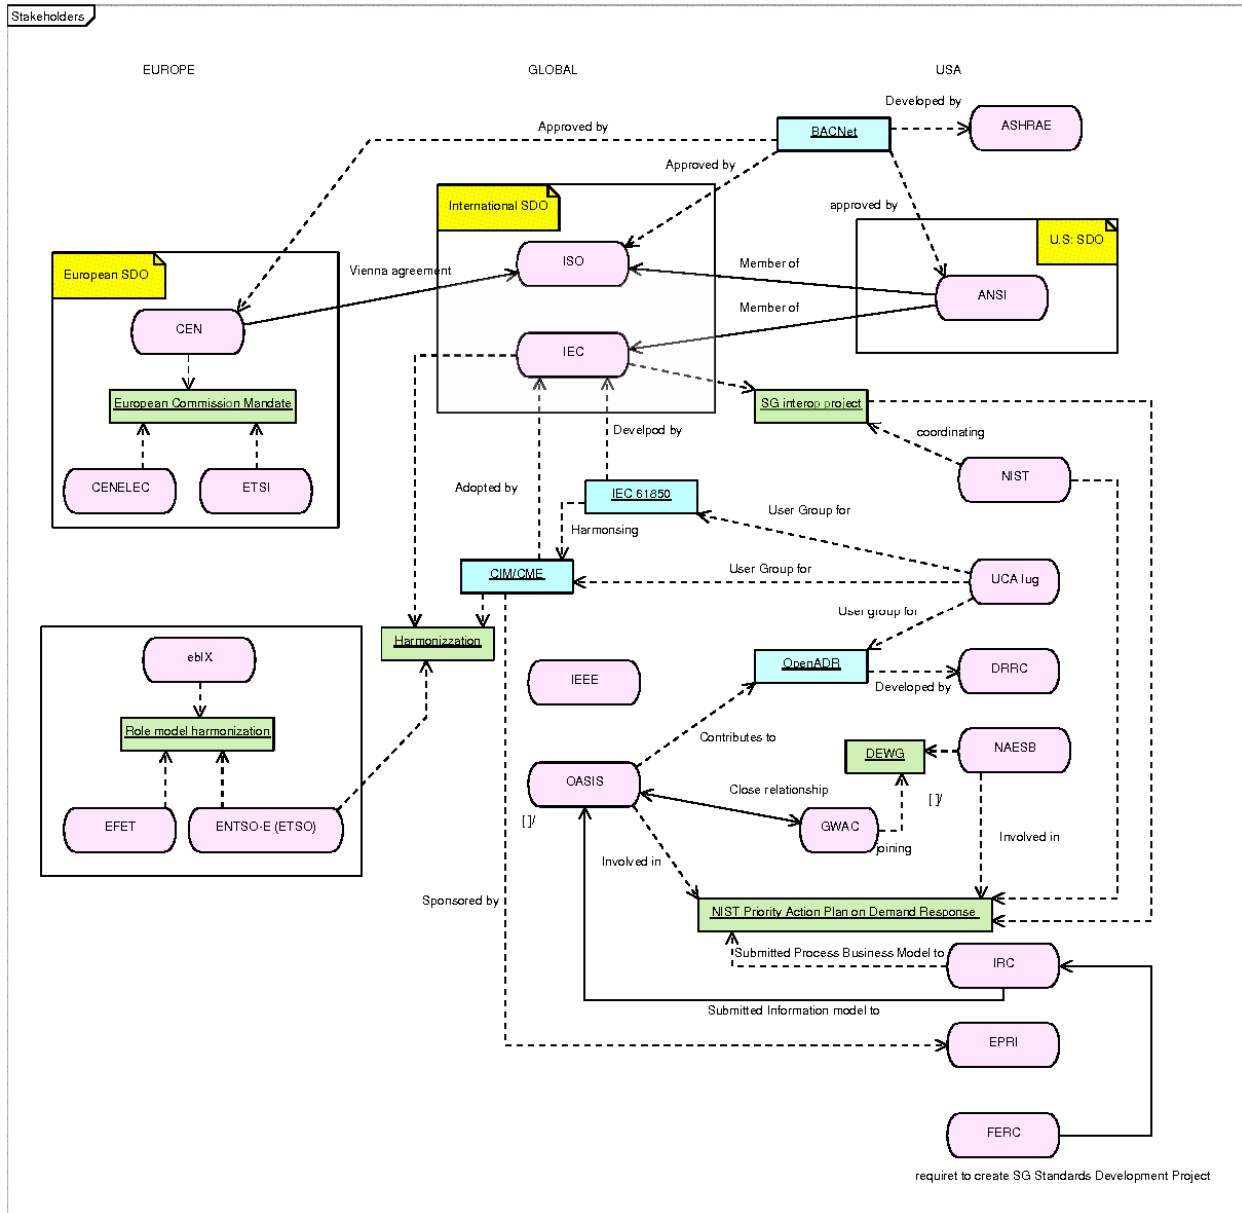 Stakeholders
EUROPE
GLOBAL
USA
Developed by
ASHRAE
BACNet
Approved by
Approved by
approved by
International SDO
U.S: SDO
European SDO
ISO
Vienna agreement
Member of
ANSI
CEN
Member of
IEC
European Commission Mandate
SG interop project
Develpod by
coordinating
CENELEC
ETSI
NIST
Adopted by
IEC 61850
User Group for
Harmonsing
CIM/CME
User Group for
UCA Iug
User group for
Harmonizzation
ebIX
IEEE
OpenADR
DRRC
Developed by
Role model harmonization
Contributes to
DEWG
NAESB
OASIS
Close relationship
[ ]/
[ ]/
EFET
ENTSO-E (ETSO)
GWAC
joining
Involved in
Involved in
Sponsored by
NIST Priority Action Plan on Demand Response
Submitted Process Business Model to
IRC
Submitted Information model to
EPRI
FERC
requiret to create SG Standards Development Project